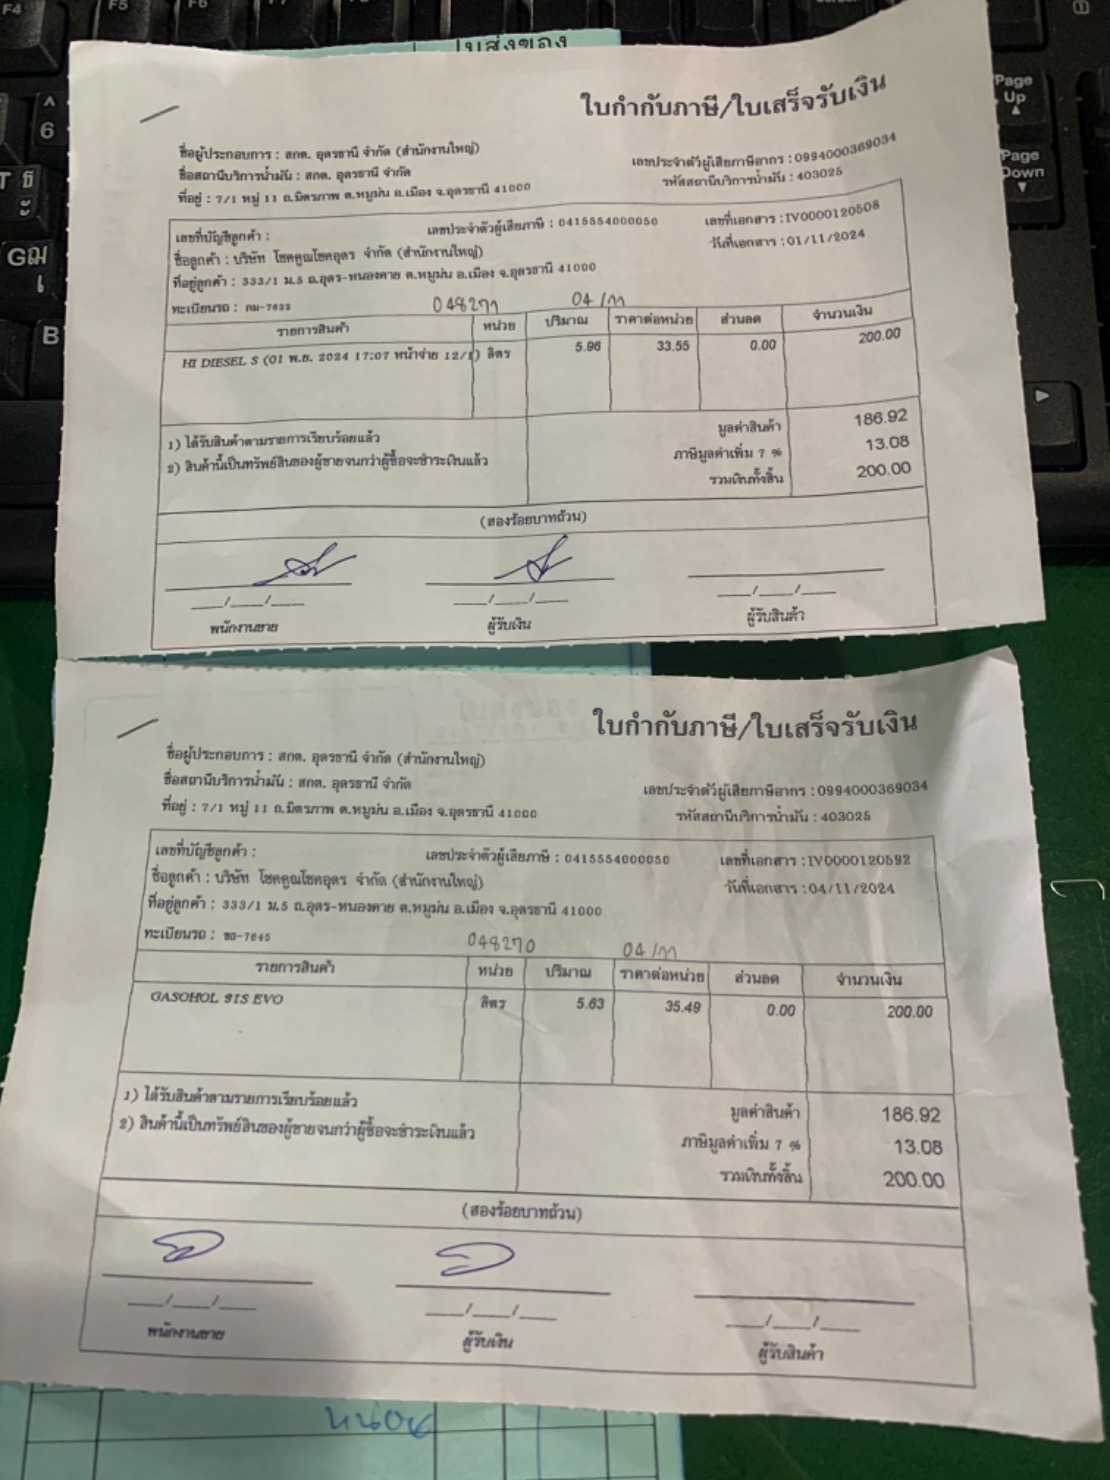 F4
F5
F6
^
6
Page
Up
Page
Down
G
B
ใบส่งของ
ใบกำกับภาษี/ใบเสร็จรับเงิน
ชื่อผู้ประกอบการ : สกต. อุดรธานี จำกัด (สำนักงานใหญ่)
เลขประจำตัวผู้เสียภาษีอากร : 0994000369034
ชื่อสถานีบริการน้ำมัน : สกต. อุดรธานี จำกัด
รหัสสถานีบริการน้ำมัน : 403025
ที่อยู่ : 7/1 หมู่ 11 ถ.มิตรภาพ ต.หมูม่น อ.เมือง จ.อุดรธานี 41000
เลขที่บัญชีลูกค้า : เลขประจำตัวผู้เสียภาษี : 0415554000050 เลขที่เอกสาร : IV0000120508
ชื่อลูกค้า : บริษัท โชคคูณโชคอุดร จำกัด (สำนักงานใหญ่) วันที่เอกสาร : 01/11/2024
ที่อยู่ลูกค้า : 333/1 ม.5 ถ.อุดร-หนองคาย ต.หมูม่น อ.เมือง จ.อุดรธานี 41000
ทะเบียนรถ : กม-7622 048271 04/11
รายการสินค้า หน่วย ปริมาณ ราคาต่อหน่วย ส่วนลด จำนวนเงิน
HI DIESEL S (01 พ.ย. 2024 17:07 หน้าจ่าย 12/1) ลิตร 5.96 33.55 0.00 200.00
1) ได้รับสินค้าตามรายการเรียบร้อยแล้ว มูลค่าสินค้า 186.92
2) สินค้านี้เป็นทรัพย์สินของผู้ขายจนกว่าผู้ซื้อจะชำระเงินแล้ว ภาษีมูลค่าเพิ่ม 7 % 13.08
รวมเงินทั้งสิ้น 200.00
(สองร้อยบาทถ้วน)
___/___/___ ___/___/___ ___/___/___
พนักงานขาย ผู้รับเงิน ผู้รับสินค้า
ใบกำกับภาษี/ใบเสร็จรับเงิน
ชื่อผู้ประกอบการ : สกต. อุดรธานี จำกัด (สำนักงานใหญ่)
ชื่อสถานีบริการน้ำมัน : สกต. อุดรธานี จำกัด เลขประจำตัวผู้เสียภาษีอากร : 0994000369034
ที่อยู่ : 7/1 หมู่ 11 ถ.มิตรภาพ ต.หมูม่น อ.เมือง จ.อุดรธานี 41000 รหัสสถานีบริการน้ำมัน : 403025
เลขที่บัญชีลูกค้า : เลขประจำตัวผู้เสียภาษี : 0415554000050 เลขที่เอกสาร : IV0000120592
ชื่อลูกค้า : บริษัท โชคคูณโชคอุดร จำกัด (สำนักงานใหญ่) วันที่เอกสาร : 04/11/2024
ที่อยู่ลูกค้า : 333/1 ม.5 ถ.อุดร-หนองคาย ต.หมูม่น อ.เมือง จ.อุดรธานี 41000
ทะเบียนรถ : 048270 04/11
รายการสินค้า หน่วย ปริมาณ ราคาต่อหน่วย ส่วนลด จำนวนเงิน
GASOHOL 91S EVO ลิตร 5.63 35.49 0.00 200.00
1) ได้รับสินค้าตามรายการเรียบร้อยแล้ว มูลค่าสินค้า 186.92
2) สินค้านี้เป็นทรัพย์สินของผู้ขายจนกว่าผู้ซื้อจะชำระเงินแล้ว ภาษีมูลค่าเพิ่ม 7 % 13.08
รวมเงินทั้งสิ้น 200.00
(สองร้อยบาทถ้วน)
___/___/___ ___/___/___ ___/___/___
พนักงานขาย ผู้รับเงิน ผู้รับสินค้า